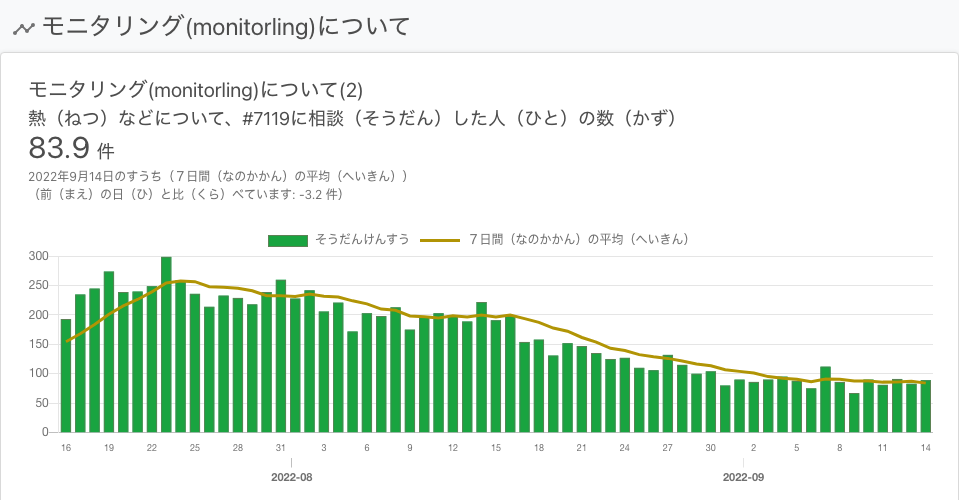 モニタリング(monitorling)について
モニタリング(monitorling)について(2)
熱（ねつ）などについて、#7119に相談（そうだん）した人（ひと）の数（かず）
83.9 件
2022年9月14日のすうち（７日間（なのかかん）の平均（へいきん））
（前（まえ）の日（ひ）と比（くら）べています: -3.2 件）
そうだんけんすう ７日間（なのかかん）の平均（へいきん）
300
250
200
150
100
50
0
16 19 22 25 28 31 3 6 9 12 15 18 21 24 27 30 2 5 8 11 14
2022-08 2022-09